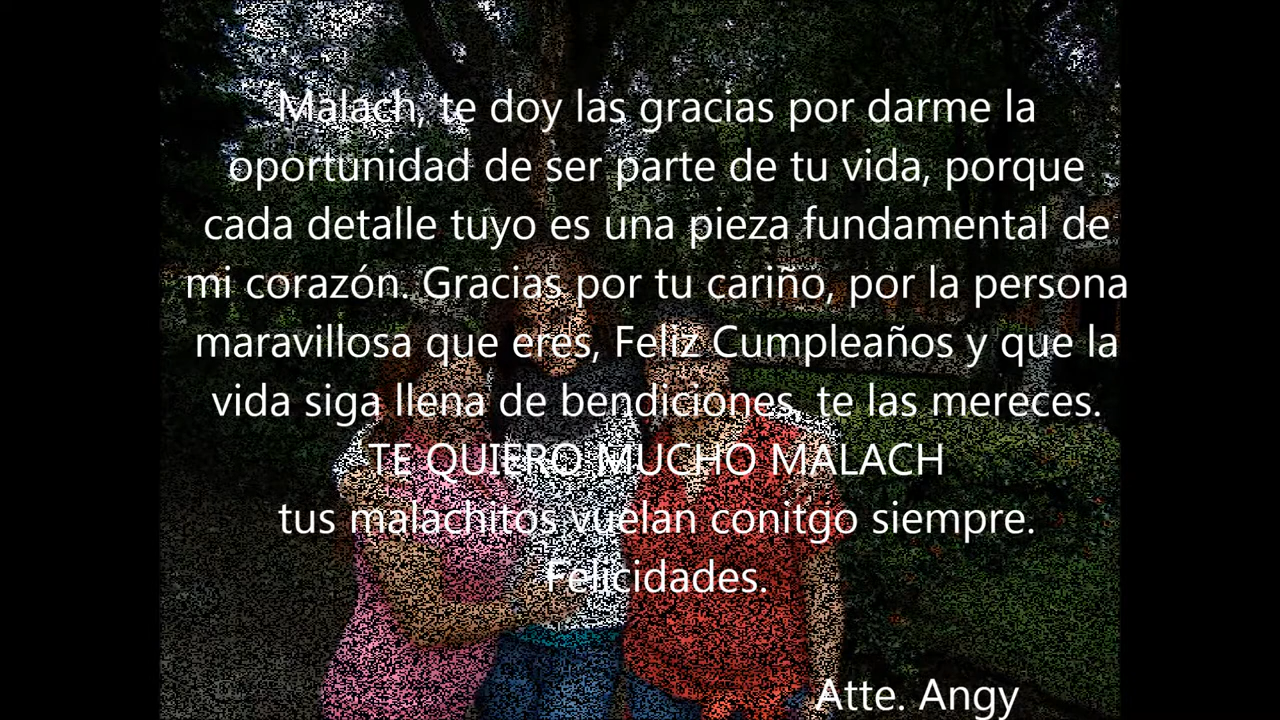 Malach, te doy las gracias por darme la
oportunidad de ser parte de tu vida, porque
cada detalle tuyo es una pieza fundamental de
mi corazón. Gracias por tu cariño, por la persona
maravillosa que eres, Feliz Cumpleaños y que la
vida siga llena de bendiciones, te las mereces.
TE QUIERO MUCHO MALACH
tus malachitos vuelan conitgo siempre.
Felicidades.
Atte. Angy